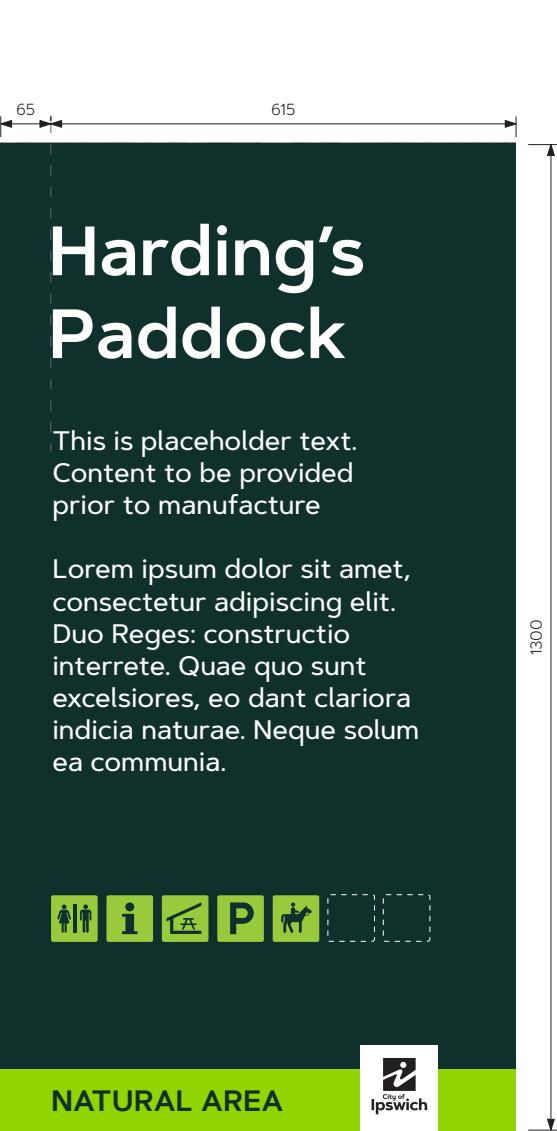 65
615
Harding’s
Paddock
This is placeholder text.
Content to be provided
prior to manufacture
Lorem ipsum dolor sit amet,
consectetur adipiscing elit.
Duo Reges: constructio
interrete. Quae quo sunt
excelsiores, eo dant clariora
indicia naturae. Neque solum
ea communia.
1300
i
P
NATURAL AREA
City of
Ipswich